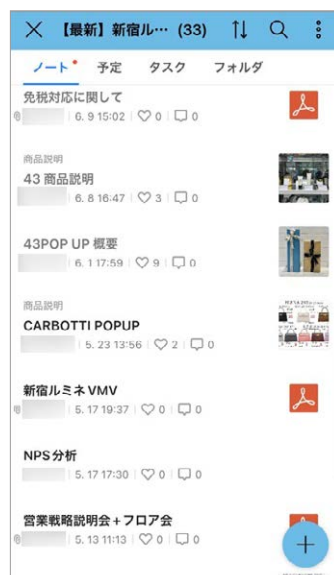 【最新】新宿ル… (33)
ノート 予定 タスク フォルダ
免税対応に関して
6. 9 15:02 0 0
商品説明
43 商品説明
6. 8 16:47 3 0
43POP UP 概要
6. 1 17:59 9 0
商品説明
CARBOTTI POPUP
5. 23 13:56 2 0
新宿ルミネ VMV
5. 17 19:37 0 0
NPS分析
5. 17 17:30 0 0
営業戦略説明会+フロア会
5. 13 11:13 0 0